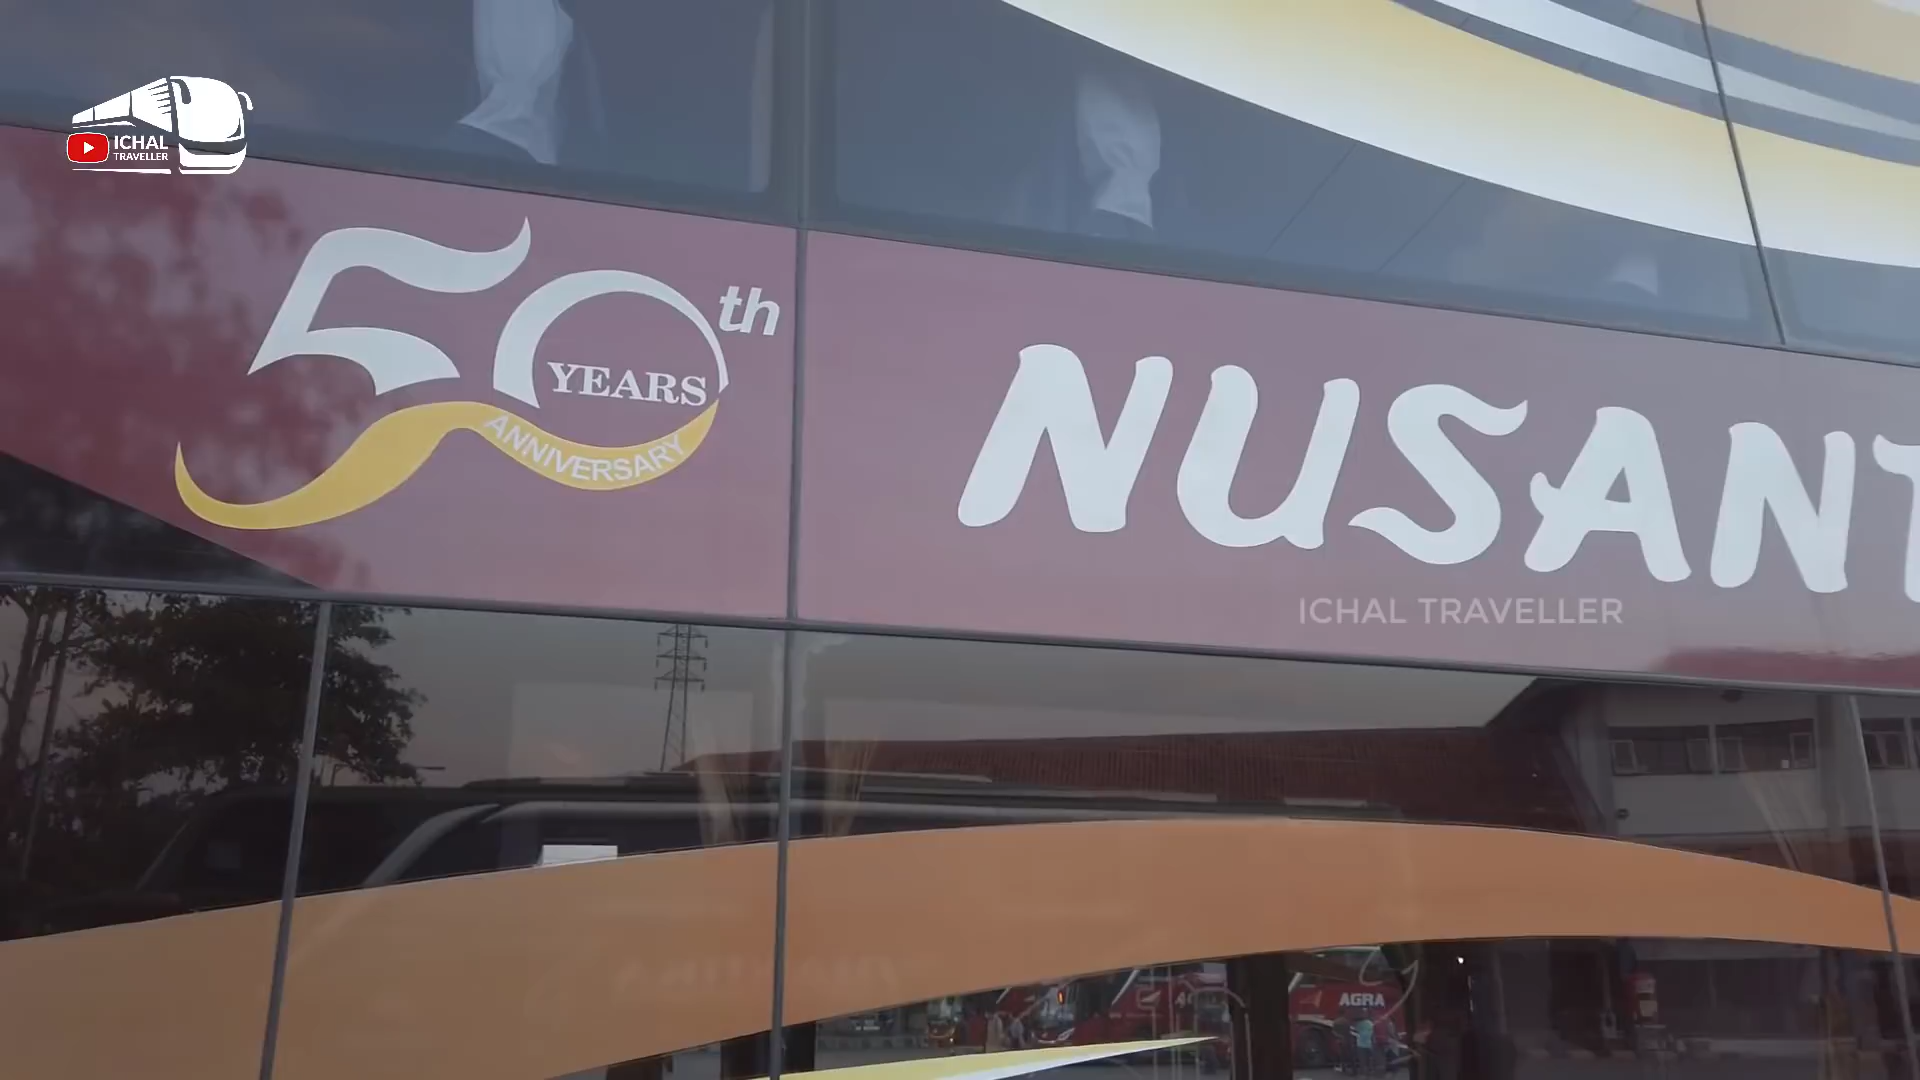 ICHAL
TRAVELLER
50th
YEARS
ANNIVERSARY
NUSANT
ICHAL TRAVELLER
AGRA